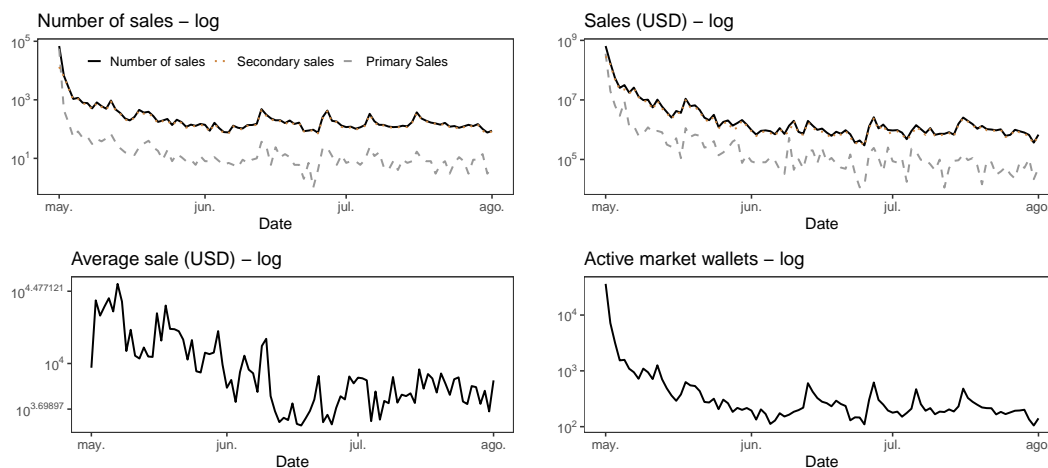 Number of sales − log
10^5
10^3
10^1
Number of sales
Secondary sales
Primary Sales
may.
jun.
jul.
ago.
Date
Sales (USD) − log
10^9
10^7
10^5
may.
jun.
jul.
ago.
Date
Average sale (USD) − log
10^4.477121
10^4
10^3.69897
may.
jun.
jul.
ago.
Date
Active market wallets − log
10^4
10^3
10^2
may.
jun.
jul.
ago.
Date